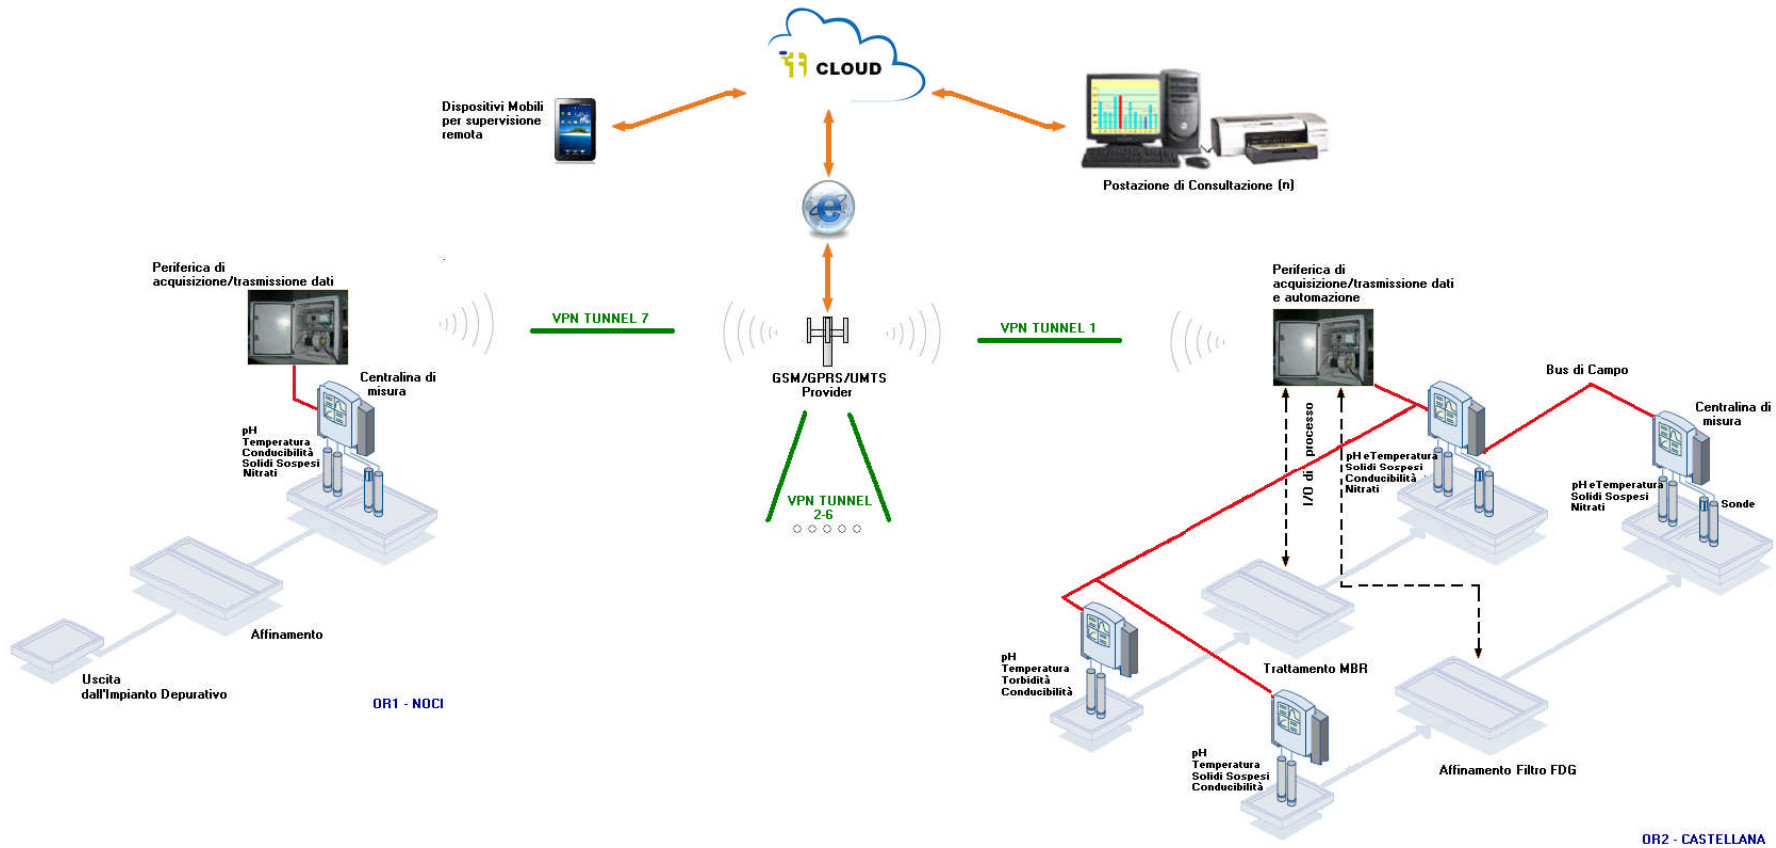 CLOUD
Dispositivi Mobili
per supervisione
remota
Postazione di Consultazione (n)
Periferica di
acquisizione/trasmissione dati
VPN TUNNEL 7
GSM/GPRS/UMTS
Provider
VPN TUNNEL 1
Periferica di
acquisizione/trasmissione dati
e automazione
Centralina di
misura
pH
Temperatura
Conducibilità
Solidi Sospesi
Nitrati
VPN TUNNEL
2-6
Bus di Campo
Centralina di
misura
I/O di processo
pH eTemperatura
Solidi Sospesi
Conducibilità
Nitrati
pH eTemperatura
Solidi Sospesi
Nitrati
Sonde
Affinamento
Uscita
dall'Impianto Depurativo
OR1 - NOCI
pH
Temperatura
Torbidità
Conducibilità
Trattamento MBR
pH
Temperatura
Solidi Sospesi
Conducibilità
Affinamento Filtro FDG
OR2 - CASTELLANA